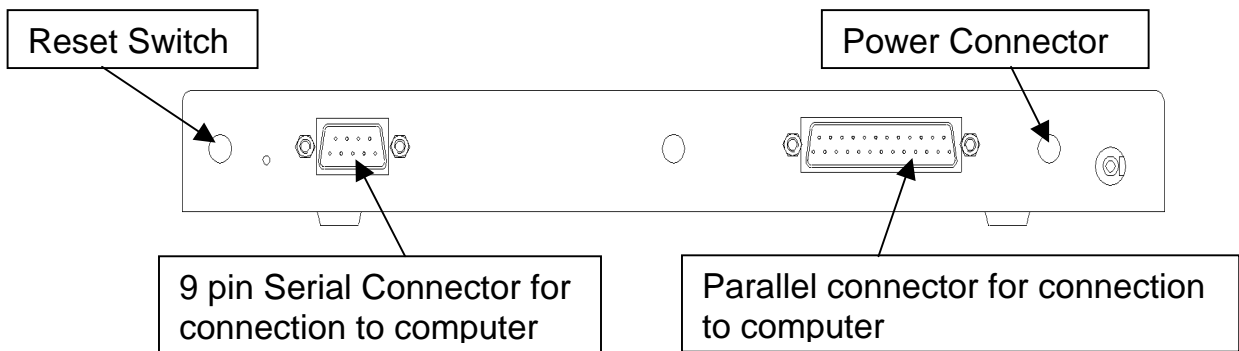 Reset Switch
Power Connector
9 pin Serial Connector for
connection to computer
Parallel connector for connection
to computer